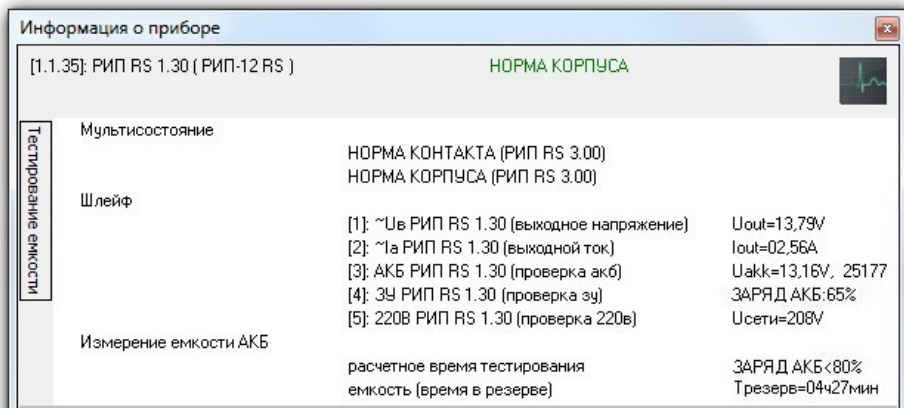 Информация о приборе
[1.1.35]: РИП RS 1.30 ( РИП-12 RS ) НОРМА КОРПУСА
Тестирование емкости
Мультисостояние
НОРМА КОНТАКТА (РИП RS 3.00)
НОРМА КОРПУСА (РИП RS 3.00)
Шлейф
[1]: ~Uв РИП RS 1.30 (выходное напряжение) Uout=13,79V
[2]: ~Iа РИП RS 1.30 (выходной ток) Iout=02,56A
[3]: АКБ РИП RS 1.30 (проверка акб) Uakk=13,16V, 25177
[4]: ЗУ РИП RS 1.30 (проверка зу) ЗАРЯД АКБ:65%
[5]: 220В РИП RS 1.30 (проверка 220в) Uсети=208V
Измерение емкости АКБ
расчетное время тестирования ЗАРЯД АКБ<80%
емкость (время в резерве) Трезерв=04ч27мин